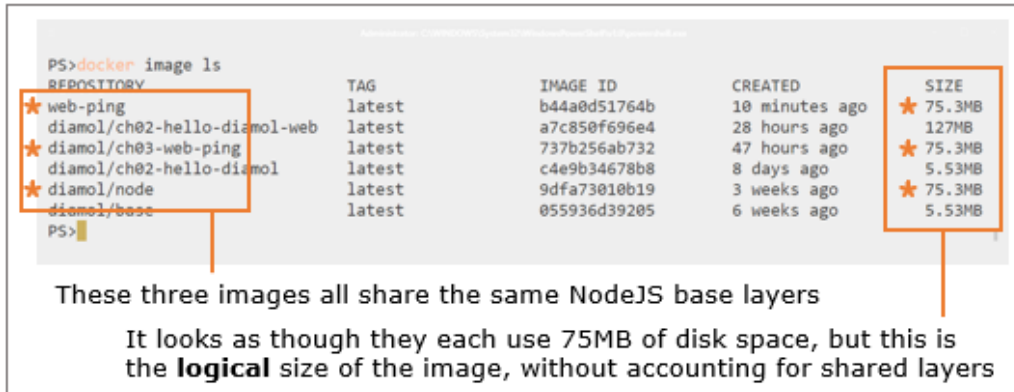 PS>docker image ls
REPOSITORY TAG IMAGE ID CREATED SIZE
web-ping latest b44a0d51764b 10 minutes ago 75.3MB
diamol/ch02-hello-diamol-web latest a7c850f696e4 28 hours ago 127MB
diamol/ch03-web-ping latest 737b256ab732 47 hours ago 75.3MB
diamol/ch02-hello-diamol latest c4e9b34678b8 8 days ago 5.53MB
diamol/node latest 9dfa73010b19 3 weeks ago 75.3MB
diamol/base latest 055936d39205 6 weeks ago 5.53MB
PS>
These three images all share the same NodeJS base layers
It looks as though they each use 75MB of disk space, but this is
the logical size of the image, without accounting for shared layers